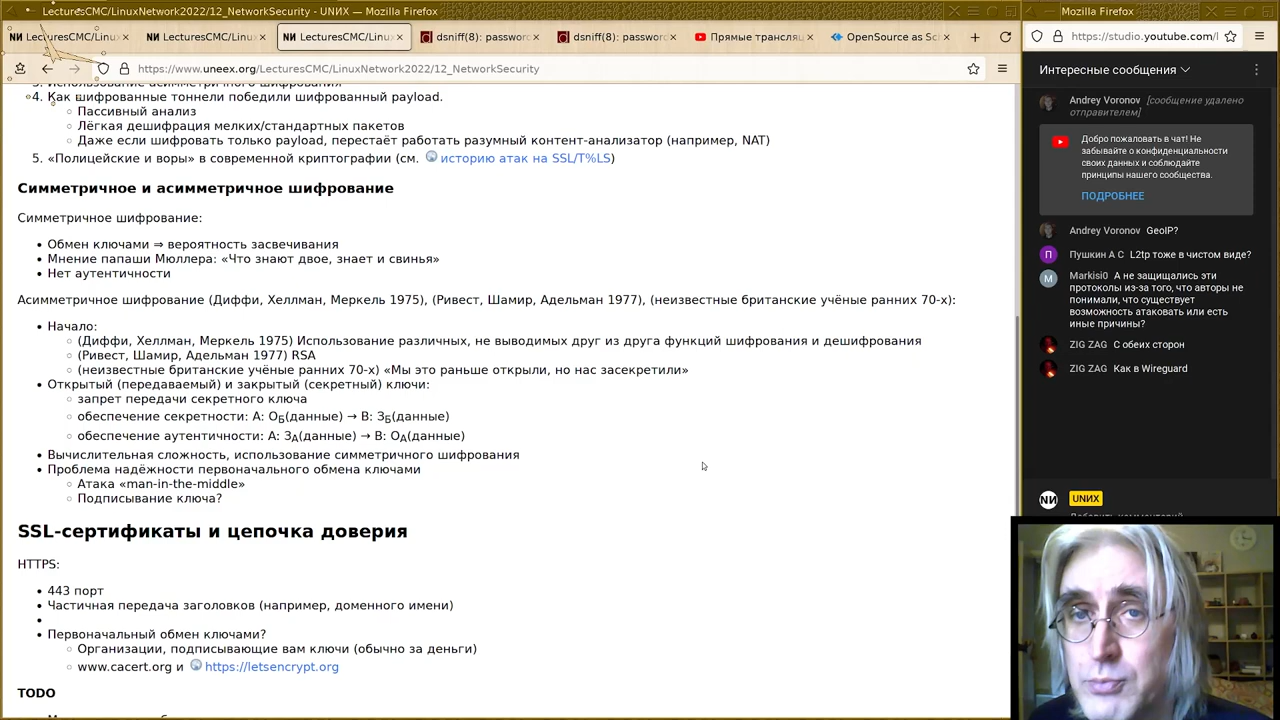 LecturesCMC/LinuxNetwork2022/12_NetworkSecurity - UNИX — Mozilla Firefox
Mozilla Firefox
LecturesCMC/Linu
LecturesCMC/Linu
LecturesCMC/Linu
dsniff(8): passwor
dsniff(8): passwor
Прямые трансляц
OpenSource as Sc
https://www.uneex.org/LecturesCMC/LinuxNetwork2022/12_NetworkSecurity
https://studio.youtube.com/l
3. Использование асимметричного шифрования
4. Как шифрованные тоннели победили шифрованный payload.
Пассивный анализ
Лёгкая дешифрация мелких/стандартных пакетов
Даже если шифровать только payload, перестаёт работать разумный контент-анализатор (например, NAT)
5. «Полицейские и воры» в современной криптографии (см. историю атак на SSL/T%LS)
Симметричное и асимметричное шифрование
Симметричное шифрование:
Обмен ключами ⇒ вероятность засвечивания
Мнение папаши Мюллера: «Что знают двое, знает и свинья»
Нет аутентичности
Асимметричное шифрование (Диффи, Хеллман, Меркель 1975), (Ривест, Шамир, Адельман 1977), (неизвестные британские учёные ранних 70-х):
Начало:
(Диффи, Хеллман, Меркель 1975) Использование различных, не выводимых друг из друга функций шифрования и дешифрования
(Ривест, Шамир, Адельман 1977) RSA
(неизвестные британские учёные ранних 70-х) «Мы это раньше открыли, но нас засекретили»
Открытый (передаваемый) и закрытый (секретный) ключи:
запрет передачи секретного ключа
обеспечение секретности: A: OБ(данные) → B: ЗБ(данные)
обеспечение аутентичности: A: ЗА(данные) → B: OА(данные)
Вычислительная сложность, использование симметричного шифрования
Проблема надёжности первоначального обмена ключами
Атака «man-in-the-middle»
Подписывание ключа?
SSL-сертификаты и цепочка доверия
HTTPS:
443 порт
Частичная передача заголовков (например, доменного имени)
Первоначальный обмен ключами?
Организации, подписывающие вам ключи (обычно за деньги)
www.cacert.org и https://letsencrypt.org
TODO
Интересные сообщения
Andrey Voronov [сообщение удалено
отправителем]
Добро пожаловать в чат! Не
забывайте о конфиденциальности
своих данных и соблюдайте
принципы нашего сообщества.
ПОДРОБНЕЕ
Andrey Voronov GeoIP?
Пушкин А С L2tp тоже в чистом виде?
Markisi0 А не защищались эти
протоколы из-за того, что авторы не
понимали, что существует
возможность атаковать или есть
иные причины?
ZIG ZAG С обеих сторон
ZIG ZAG Как в Wireguard
UNИX